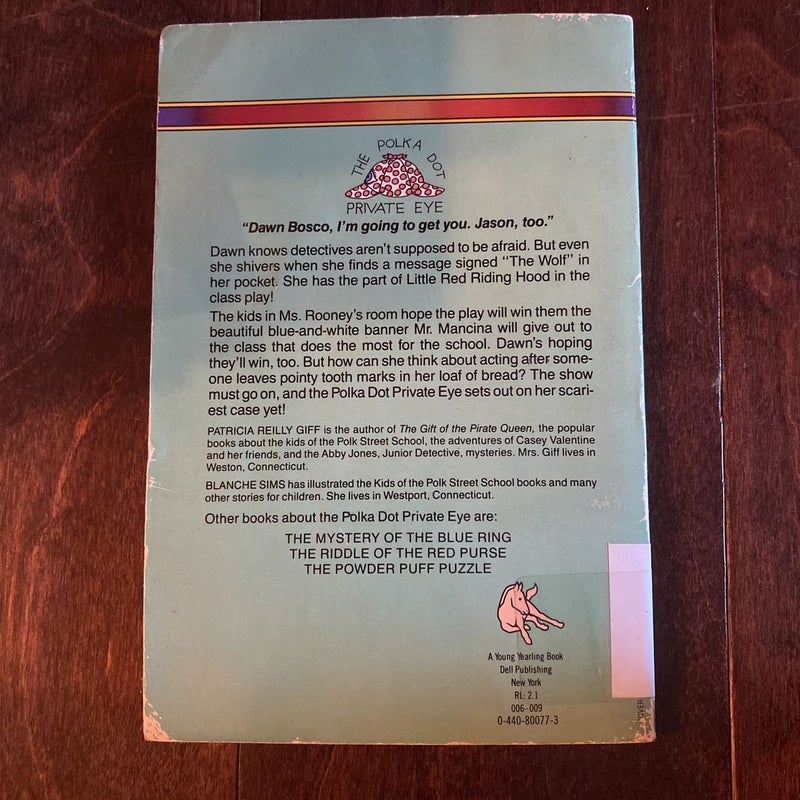 THE POLKA DOT
PRIVATE EYE
"Dawn Bosco, I'm going to get you. Jason, too."
Dawn knows detectives aren't supposed to be afraid. But even
she shivers when she finds a message signed "The Wolf" in
her pocket. She has the part of Little Red Riding Hood in the
class play!
The kids in Ms. Rooney's room hope the play will win them the
beautiful blue-and-white banner Mr. Mancina will give out to
the class that does the most for the school. Dawn's hoping
they'll win, too. But how can she think about acting after some-
one leaves pointy tooth marks in her loaf of bread? The show
must go on, and the Polka Dot Private Eye sets out on her scari-
est case yet!
PATRICIA REILLY GIFF is the author of The Gift of the Pirate Queen, the popular
books about the kids of the Polk Street School, the adventures of Casey Valentine
and her friends, and the Abby Jones, Junior Detective, mysteries. Mrs. Giff lives in
Weston, Connecticut.
BLANCHE SIMS has illustrated the Kids of the Polk Street School books and many
other stories for children. She lives in Westport, Connecticut.
Other books about the Polka Dot Private Eye are:
THE MYSTERY OF THE BLUE RING
THE RIDDLE OF THE RED PURSE
THE POWDER PUFF PUZZLE
A Young Yearling Book
Dell Publishing
New York
RL: 2.1
006-009
0-440-80077-3